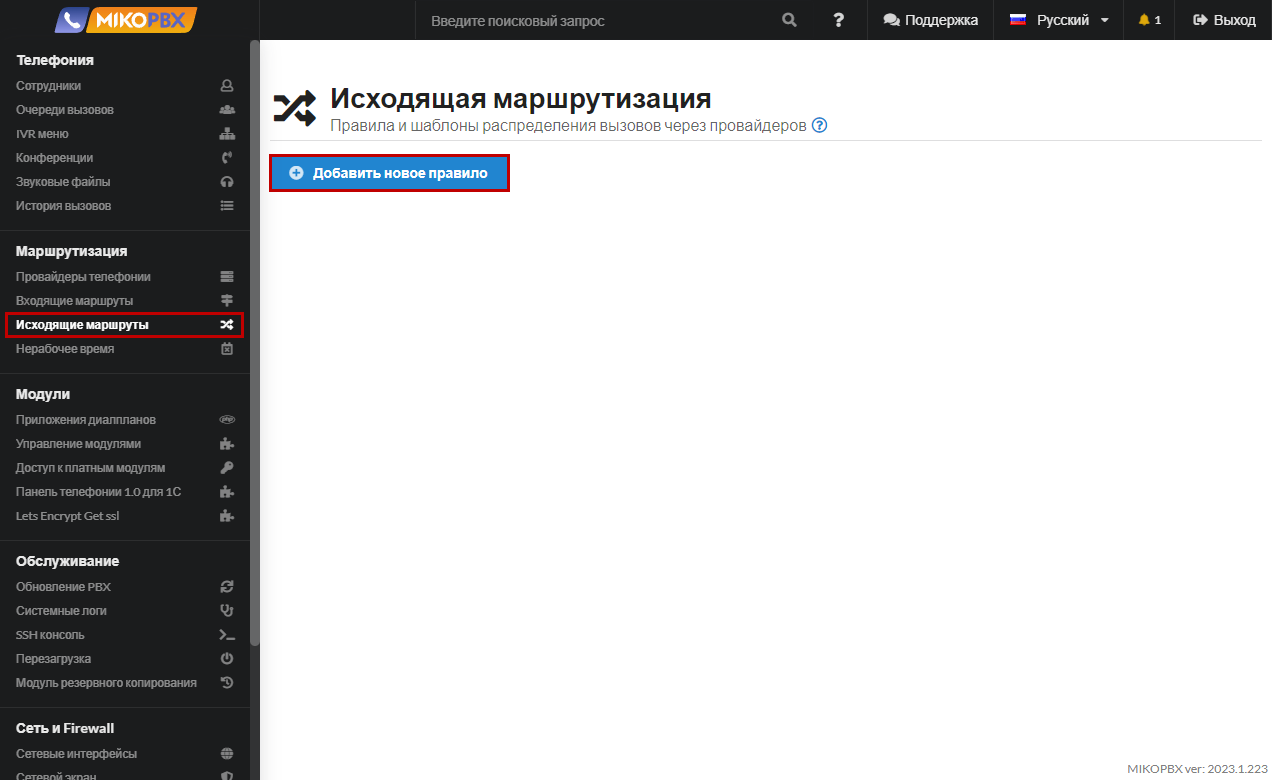 MIKOPBX
Введите поисковый запрос
?
Поддержка
Русский
1
Выход
Телефония
Сотрудники
Очереди вызовов
IVR меню
Конференции
Звуковые файлы
История вызовов
Маршрутизация
Провайдеры телефонии
Входящие маршруты
Исходящие маршруты
Нерабочее время
Модули
Приложения диалпланов
Управление модулями
Доступ к платным модулям
Панель телефонии 1.0 для 1С
Lets Encrypt Get ssl
Обслуживание
Обновление PBX
Системные логи
SSH консоль
Перезагрузка
Модуль резервного копирования
Сеть и Firewall
Сетевые интерфейсы
Сетевой экран
Исходящая маршрутизация
Правила и шаблоны распределения вызовов через провайдеров ?
Добавить новое правило
MIKOPBX ver: 2023.1.223